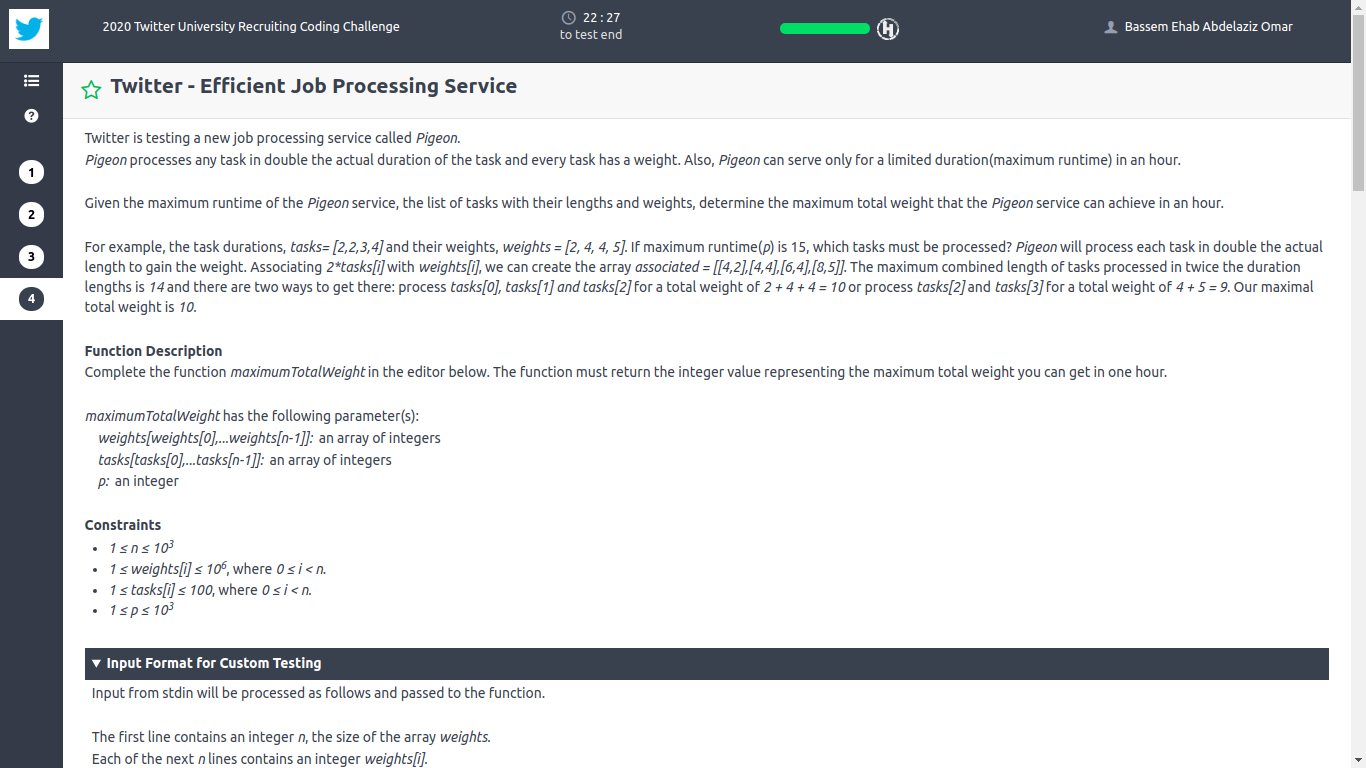 2020 Twitter University Recruiting Coding Challenge
22 : 27
to test end
Bassem Ehab Abdelaziz Omar
Twitter - Efficient Job Processing Service
1
2
3
4
Twitter is testing a new job processing service called Pigeon.
Pigeon processes any task in double the actual duration of the task and every task has a weight. Also, Pigeon can serve only for a limited duration(maximum runtime) in an hour.
Given the maximum runtime of the Pigeon service, the list of tasks with their lengths and weights, determine the maximum total weight that the Pigeon service can achieve in an hour.
For example, the task durations, tasks= [2,2,3,4] and their weights, weights = [2, 4, 4, 5]. If maximum runtime(p) is 15, which tasks must be processed? Pigeon will process each task in double the actual
length to gain the weight. Associating 2*tasks[i] with weights[i], we can create the array associated = [[4,2],[4,4],[6,4],[8,5]]. The maximum combined length of tasks processed in twice the duration
lengths is 14 and there are two ways to get there: process tasks[0], tasks[1] and tasks[2] for a total weight of 2 + 4 + 4 = 10 or process tasks[2] and tasks[3] for a total weight of 4 + 5 = 9. Our maximal
total weight is 10.
Function Description
Complete the function maximumTotalWeight in the editor below. The function must return the integer value representing the maximum total weight you can get in one hour.
maximumTotalWeight has the following parameter(s):
weights[weights[0],...weights[n-1]]: an array of integers
tasks[tasks[0],...tasks[n-1]]: an array of integers
p: an integer
Constraints
• 1 ≤ n ≤ 10³
• 1 ≤ weights[i] ≤ 10⁶, where 0 ≤ i < n.
• 1 ≤ tasks[i] ≤ 100, where 0 ≤ i < n.
• 1 ≤ p ≤ 10³
▼ Input Format for Custom Testing
Input from stdin will be processed as follows and passed to the function.
The first line contains an integer n, the size of the array weights.
Each of the next n lines contains an integer weights[i].